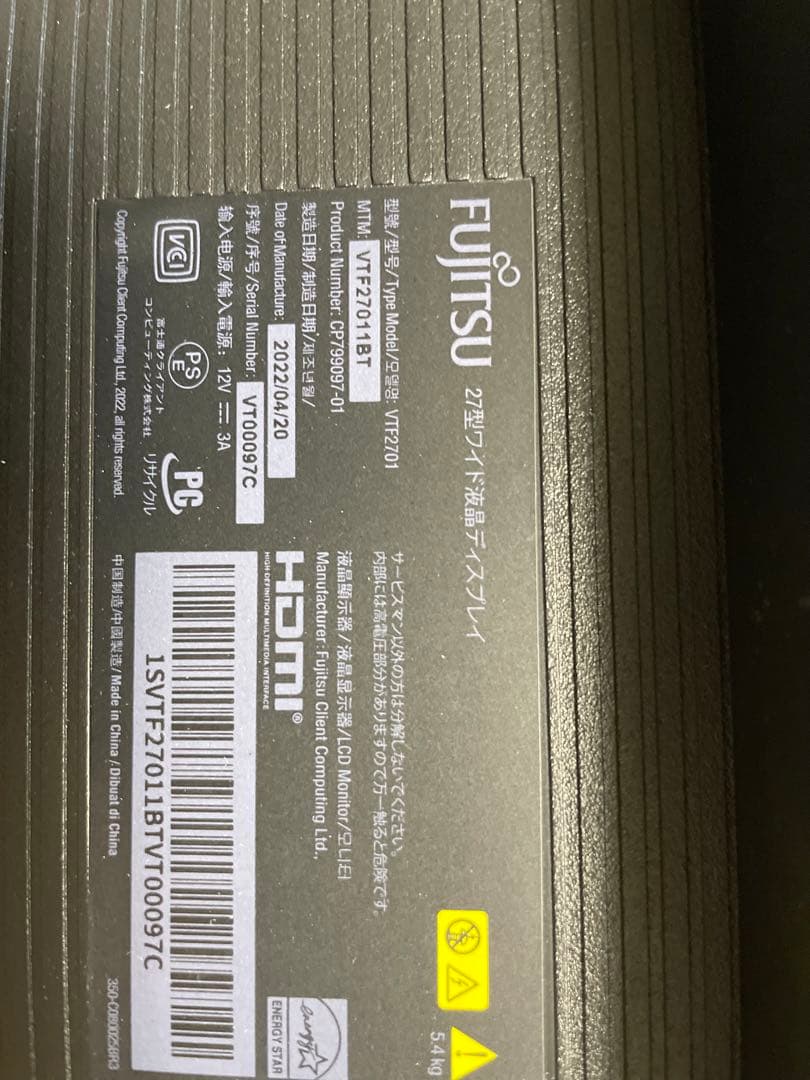 FUJITSU 27型ワイド液晶ディスプレイ
型號/型号/Type Model/모델명: VTF2701
MTM: VTF27011BT
Product Number: CP799097-01
製造日期/制造日期/제조년월/
Date of Manufacture: 2022/04/20
序號/序号/Serial Number: VT00097C
输入电源/輸入電源: 12V ⎓ 3A
VCI
PS
E
富士通クライアント
コンピューティング株式会社
PC
リサイクル
Copyright Fujitsu Client Computing Ltd., 2022, all rights reserved.
サービスマン以外の方は分解しないでください。
内部には高電圧部分がありますので万一触ると危険です。
液晶顯示器/液晶显示器/LCD Monitor/모니터
Manufacturer: Fujitsu Client Computing Ltd.,
HDMI®
HIGH-DEFINITION MULTIMEDIA INTERFACE
1SVTF27011BTVT00097C
中国制造/中國製造/Made in China / Dibuat di China
5.4 kg
energy
ENERGY STAR